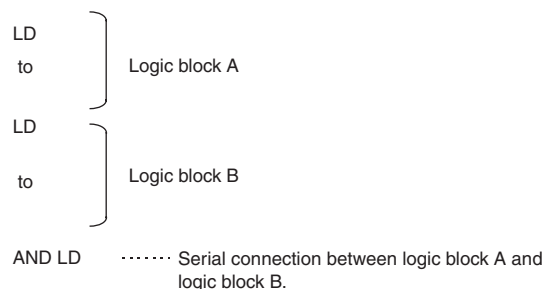 LD
to Logic block A
LD
to Logic block B
AND LD ········ Serial connection between logic block A and
logic block B.